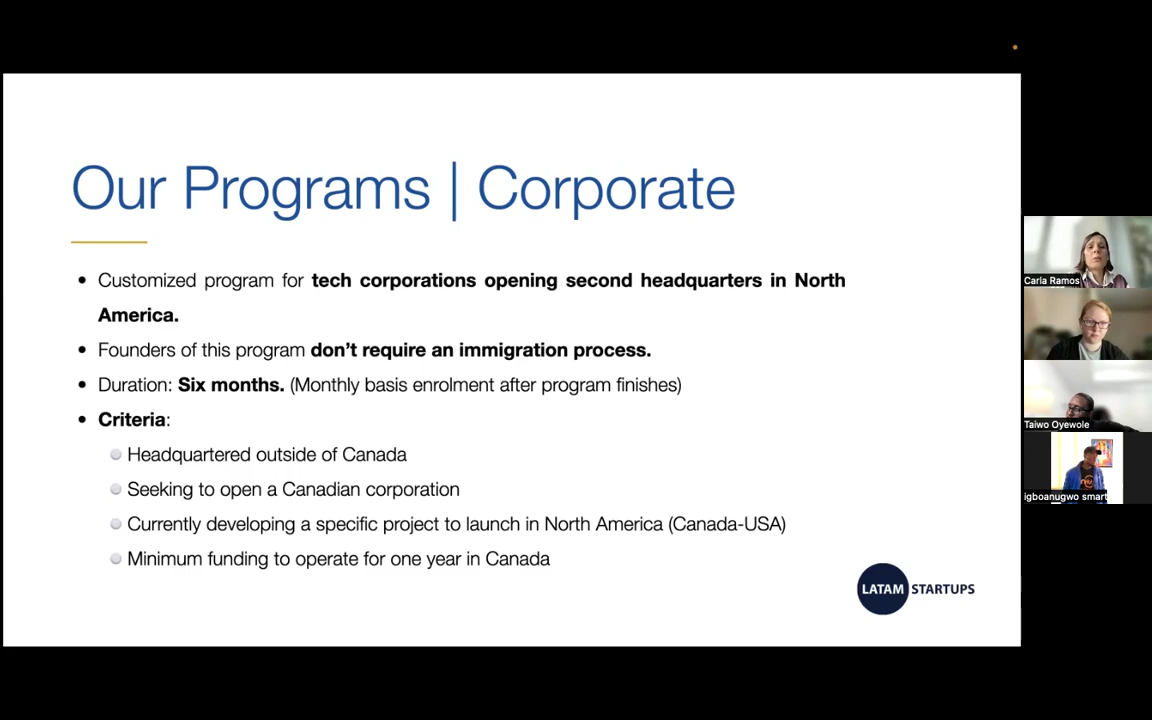 Our Programs | Corporate
• Customized program for tech corporations opening second headquarters in North
America.
• Founders of this program don’t require an immigration process.
• Duration: Six months. (Monthly basis enrolment after program finishes)
• Criteria:
Headquartered outside of Canada
Seeking to open a Canadian corporation
Currently developing a specific project to launch in North America (Canada-USA)
Minimum funding to operate for one year in Canada
LATAM STARTUPS
Carla Ramos
Taiwo Oyewole
igboanugwo smart